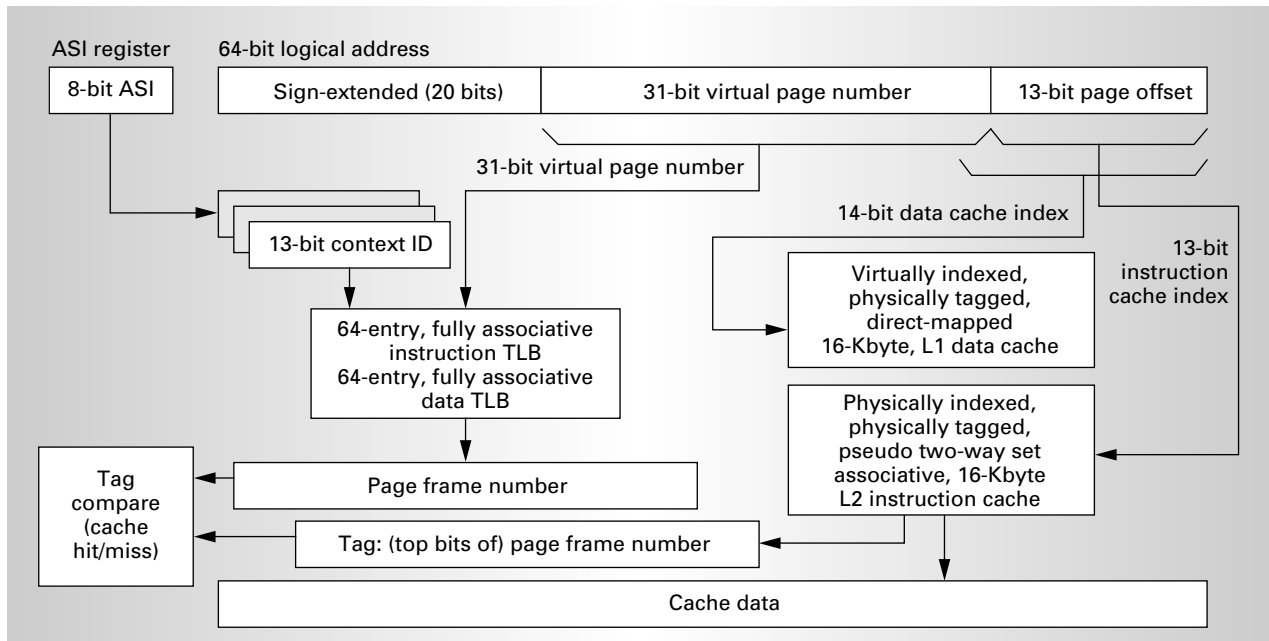 ASI register
64-bit logical address
8-bit ASI
Sign-extended (20 bits)
31-bit virtual page number
13-bit page offset
31-bit virtual page number
14-bit data cache index
13-bit
instruction
cache index
13-bit context ID
Virtually indexed,
physically tagged,
direct-mapped
16-Kbyte, L1 data cache
64-entry, fully associative
instruction TLB
64-entry, fully associative
data TLB
Physically indexed,
physically tagged,
pseudo two-way set
associative, 16-Kbyte
L2 instruction cache
Tag
compare
(cache
hit/miss)
Page frame number
Tag: (top bits of) page frame number
Cache data